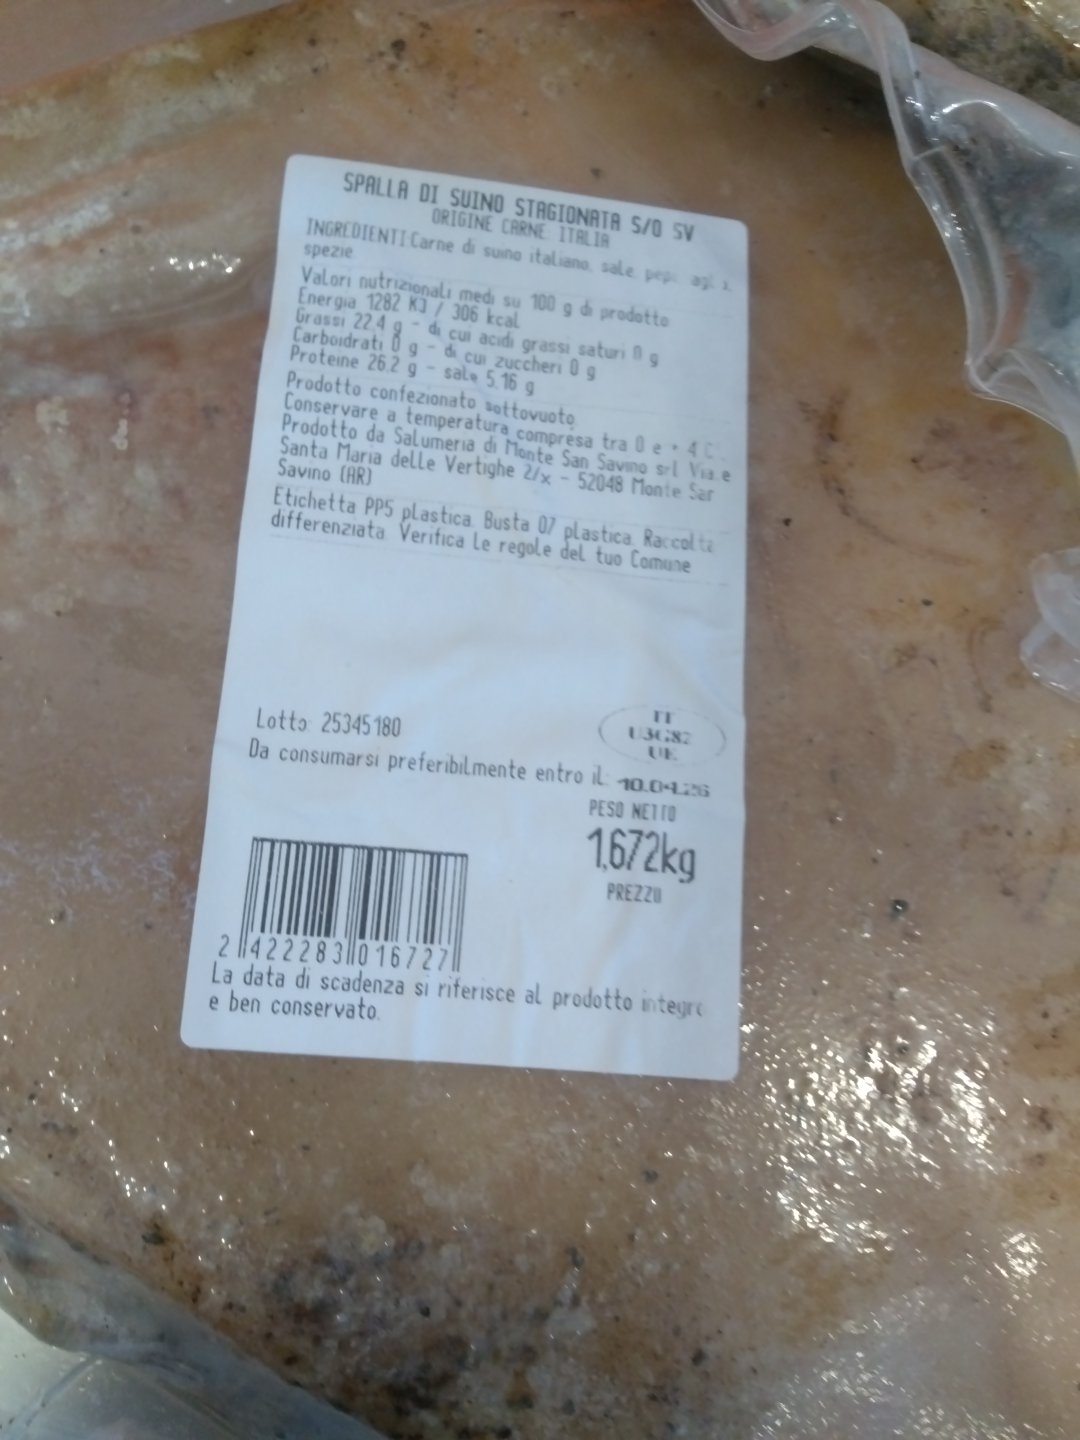 SPALLA DI SUINO STAGIONATA S/O SV
ORIGINE CARNE ITALIA
INGREDIENTI:Carne di suino italiano, sale,
spezie.
Valori nutrizionali medi su 100 g di prodotto
Energia 1282 KJ / 306 kcal
Grassi 22.4 g - di cui acidi grassi saturi 0 g
Carboidrati 0 g - di cui zuccheri 0 g
Proteine 26.2 g - sale 5.16 g
Prodotto confezionato sottovuoto.
Conservare a temperatura compresa tra 0 e + 4 C.
Prodotto da Salumeria di Monte San Savino srl Via e
Santa Maria delle Vertighe 2/x - 52048 Monte San
Savino (AR)
Etichetta PP5 plastica. Busta 07 plastica. Raccolta
differenziata. Verifica le regole del tuo Comune
Lotto: 25345180
IT
U3G82
UE
Da consumarsi preferibilmente entro il: 10.04.26
PESO NETTO
1,672kg
PREZZO
2 422283 016727
La data di scadenza si riferisce al prodotto integro
e ben conservato.